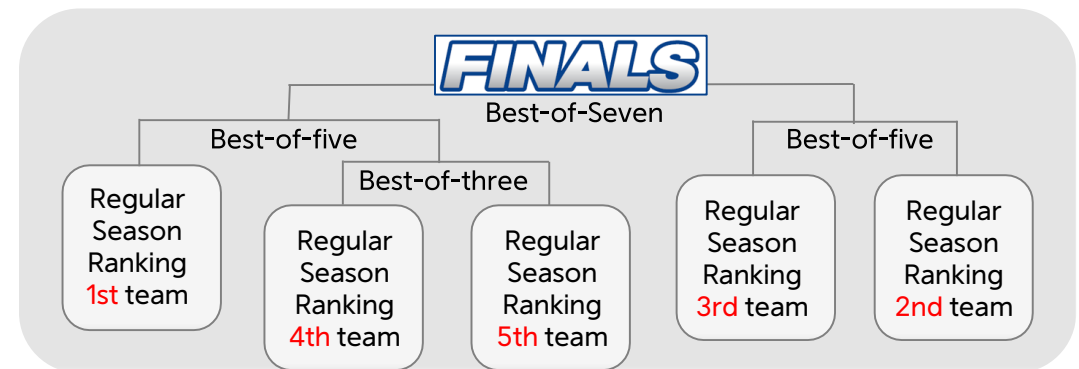 FINALS
Best-of-Seven
Best-of-five
Best-of-five
Best-of-three
Regular
Season
Ranking
1st team
Regular
Season
Ranking
4th team
Regular
Season
Ranking
5th team
Regular
Season
Ranking
3rd team
Regular
Season
Ranking
2nd team